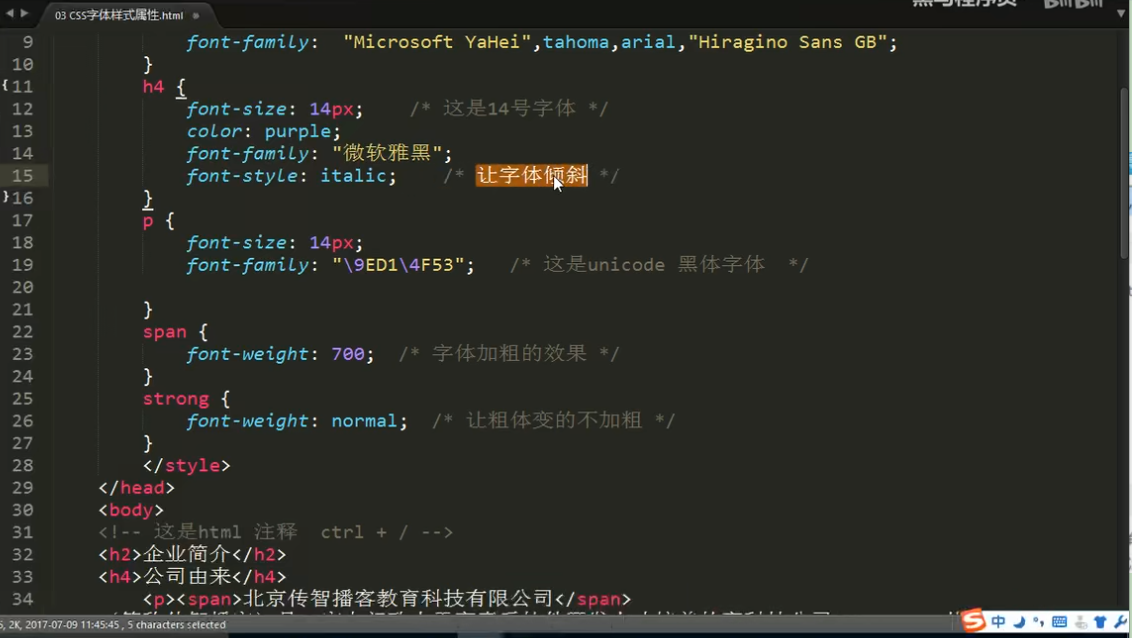 03 CSS字体样式属性.html
9 font-family: "Microsoft YaHei",tahoma,arial,"Hiragino Sans GB";
10 }
11 h4 {
12 font-size: 14px; /* 这是14号字体 */
13 color: purple;
14 font-family: "微软雅黑";
15 font-style: italic; /* 让字体倾斜 */
16 }
17 p {
18 font-size: 14px;
19 font-family: "\9ED1\4F53"; /* 这是unicode 黑体字体 */
20
21 }
22 span {
23 font-weight: 700; /* 字体加粗的效果 */
24 }
25 strong {
26 font-weight: normal; /* 让粗体变的不加粗 */
27 }
28 </style>
29 </head>
30 <body>
31 <!-- 这是html 注释 ctrl + / -->
32 <h2>企业简介</h2>
33 <h4>公司由来</h4>
34 <p><span>北京传智播客教育科技有限公司</span>
2K, 2017-07-09 11:45:45, 5 characters selected
中